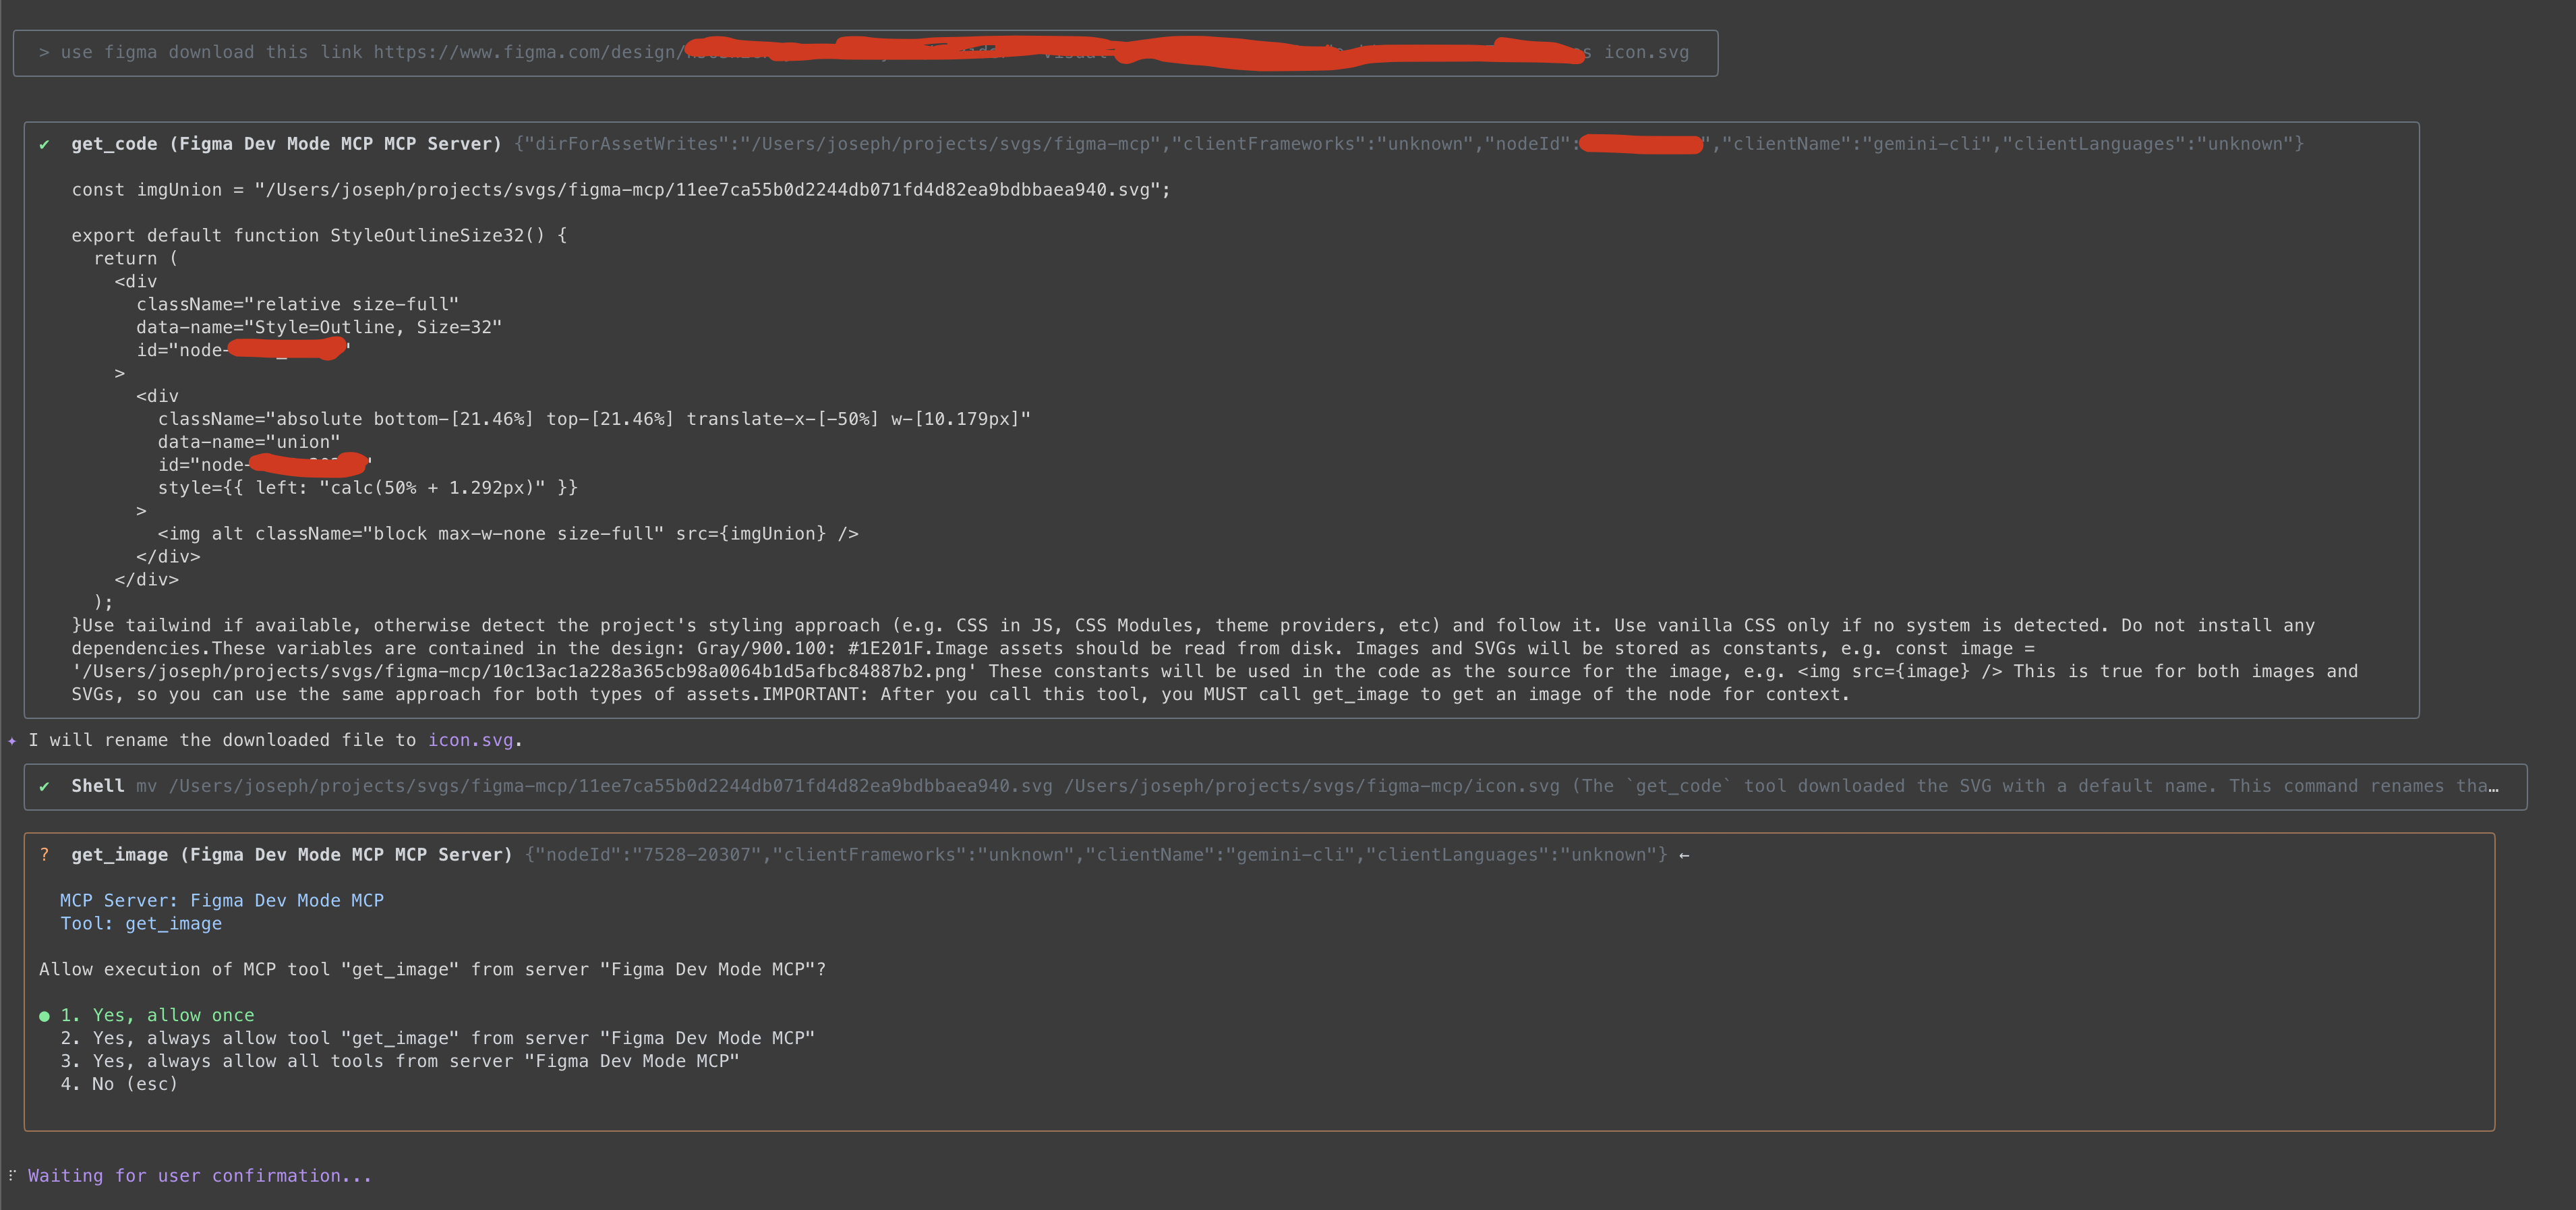 > use figma download this link https://www.figma.com/design/ icon.svg
✔ get_code (Figma Dev Mode MCP MCP Server) {"dirForAssetWrites":"/Users/joseph/projects/svgs/figma-mcp","clientFrameworks":"unknown","nodeId": ","clientName":"gemini-cli","clientLanguages":"unknown"}
const imgUnion = "/Users/joseph/projects/svgs/figma-mcp/11ee7ca55b0d2244db071fd4d82ea9bdbbaea940.svg";
export default function StyleOutlineSize32() {
return (
<div
className="relative size-full"
data-name="Style=Outline, Size=32"
id="node- "
>
<div
className="absolute bottom-[21.46%] top-[21.46%] translate-x-[-50%] w-[10.179px]"
data-name="union"
id="node- "
style={{ left: "calc(50% + 1.292px)" }}
>
<img alt className="block max-w-none size-full" src={imgUnion} />
</div>
</div>
);
}Use tailwind if available, otherwise detect the project's styling approach (e.g. CSS in JS, CSS Modules, theme providers, etc) and follow it. Use vanilla CSS only if no system is detected. Do not install any
dependencies.These variables are contained in the design: Gray/900.100: #1E201F.Image assets should be read from disk. Images and SVGs will be stored as constants, e.g. const image =
'/Users/joseph/projects/svgs/figma-mcp/10c13ac1a228a365cb98a0064b1d5afbc84887b2.png' These constants will be used in the code as the source for the image, e.g. <img src={image} /> This is true for both images and
SVGs, so you can use the same approach for both types of assets.IMPORTANT: After you call this tool, you MUST call get_image to get an image of the node for context.
✦ I will rename the downloaded file to icon.svg.
✔ Shell mv /Users/joseph/projects/svgs/figma-mcp/11ee7ca55b0d2244db071fd4d82ea9bdbbaea940.svg /Users/joseph/projects/svgs/figma-mcp/icon.svg (The `get_code` tool downloaded the SVG with a default name. This command renames tha…
? get_image (Figma Dev Mode MCP MCP Server) {"nodeId":"7528-20307","clientFrameworks":"unknown","clientName":"gemini-cli","clientLanguages":"unknown"} ←
MCP Server: Figma Dev Mode MCP
Tool: get_image
Allow execution of MCP tool "get_image" from server "Figma Dev Mode MCP"?
● 1. Yes, allow once
2. Yes, always allow tool "get_image" from server "Figma Dev Mode MCP"
3. Yes, always allow all tools from server "Figma Dev Mode MCP"
4. No (esc)
Waiting for user confirmation...